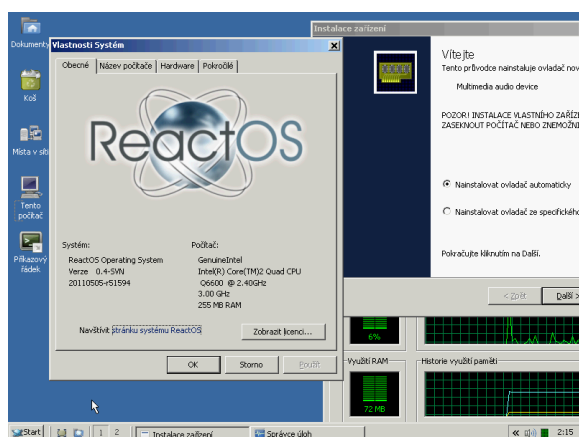 Dokumenty
Koš
Místa v síti
Tento
počítač
Příkazový
řádek
Vlastnosti Systém
Obecné
Název počítače
Hardware
Pokročilé
ReactOS
Systém:
ReactOS Operating System
Verze 0.4-SVN
20110505-r51594
Počítač:
GenuineIntel
Intel(R) Core(TM)2 Quad CPU
Q6600 @ 2.40GHz
3.00 GHz
255 MB RAM
Navštívit stránku systému ReactOS
Zobrazit licenci...
OK
Storno
Použít
Instalace zařízení
Vítejte
Tento průvodce nainstaluje ovladač nov
Multimedia audio device
POZOR! INSTALACE VLASTNÍHO ZAŘÍZE
ZASEKNOUT POČÍTAČ NEBO ZNEMOŽNI
Nainstalovat ovladač automaticky
Nainstalovat ovladač ze specifického
Pokračujte kliknutím na Další.
< Zpět
Další >
6%
Využití RAM
Historie využití paměti
72 MB
Start
1
2
Instalace zařízení
Správce úloh
2:15